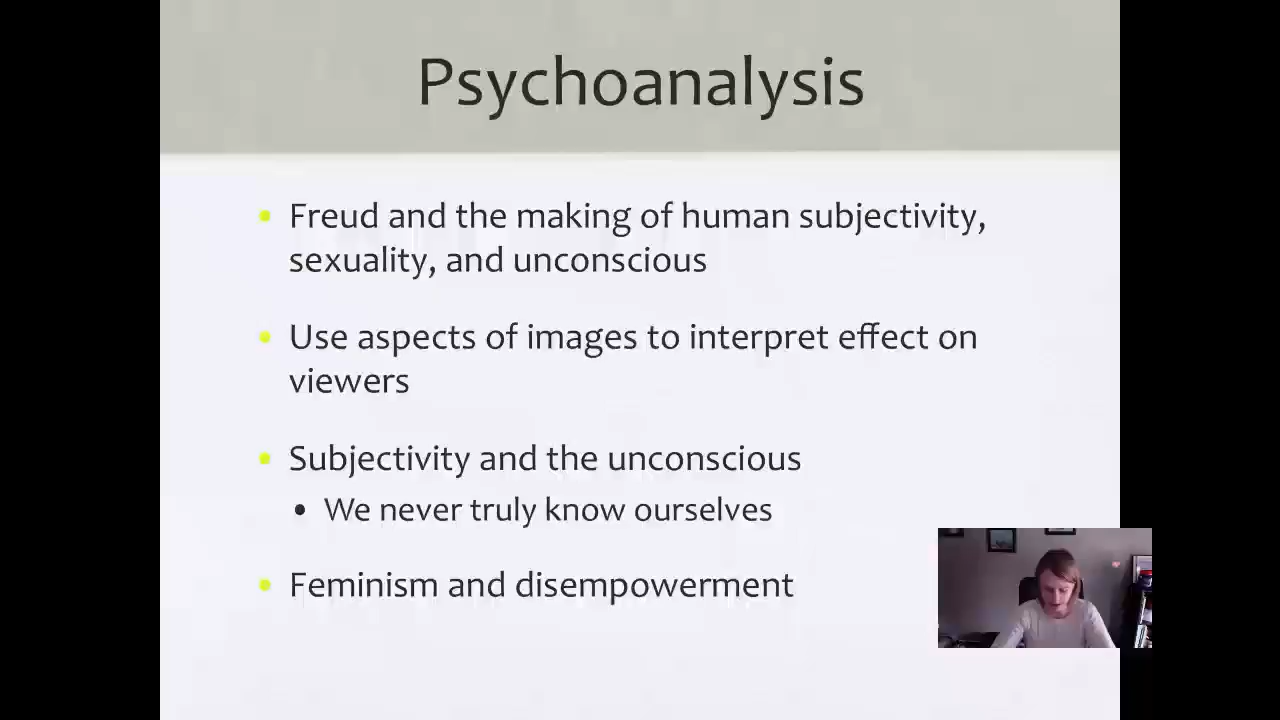 Psychoanalysis
Freud and the making of human subjectivity,
sexuality, and unconscious
Use aspects of images to interpret effect on
viewers
Subjectivity and the unconscious
We never truly know ourselves
Feminism and disempowerment